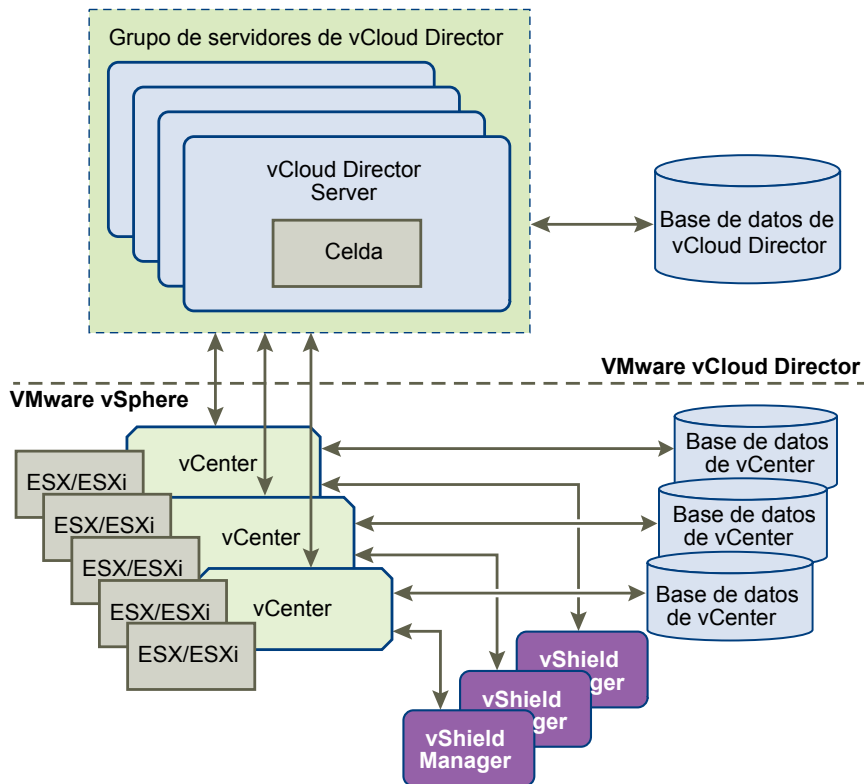 Grupo de servidores de vCloud Director
vCloud Director
Server
Celda
Base de datos de
vCloud Director
VMware vCloud Director
VMware vSphere
vCenter
ESX/ESXi
Base de datos
de vCenter
vCenter
ESX/ESXi
Base de datos
de vCenter
ESX/ESXi
vCenter
ESX/ESXi
Base de datos
de vCenter
ESX/ESXi
vShield
ger
vShield
ger
vShield
Manager